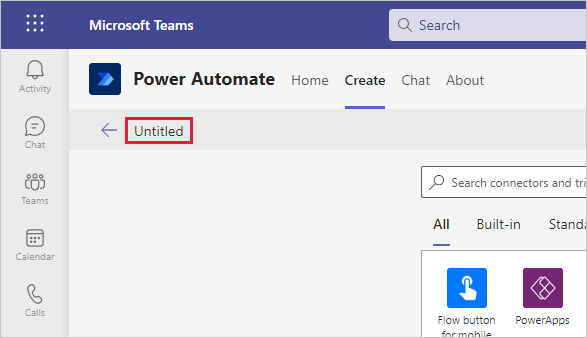 Microsoft Teams
Search
Activity
Chat
Teams
Calendar
Calls
Power Automate Home Create Chat About
Untitled
Search connectors and tri
All Built-in Standa
Flow button
for mobile
PowerApps